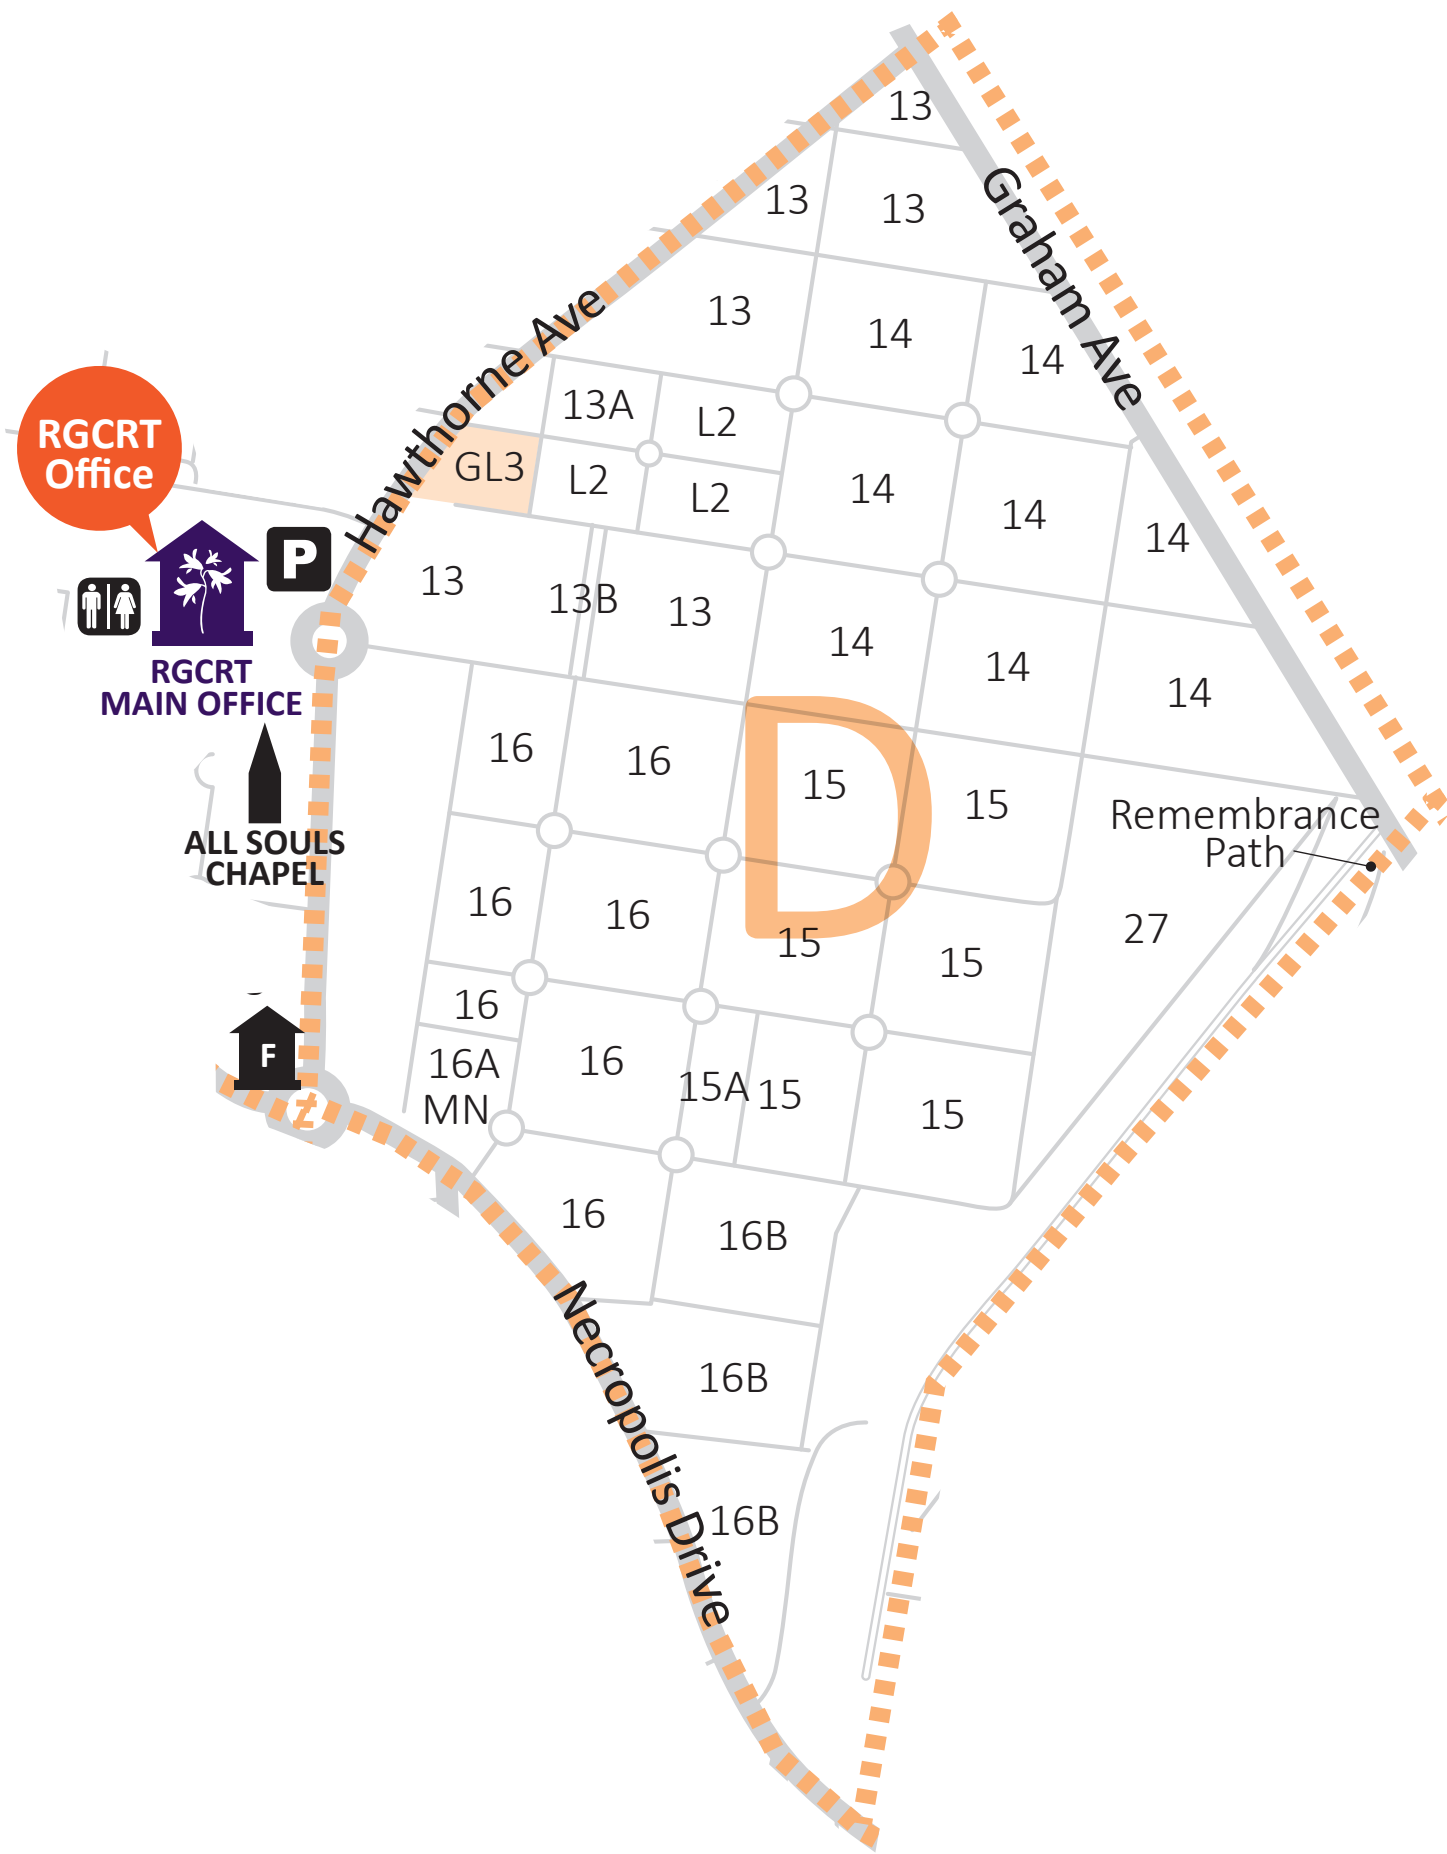 13
13
13
Graham Ave
13
14
14
Hawthorne Ave
13A
L2
RGCRT
Office
GL3
L2
L2
14
14
14
P
13
13B
13
14
14
14
RGCRT
MAIN OFFICE
16
16
D
15
15
Remembrance
Path
ALL SOULS
CHAPEL
16
16
15
15
27
16
F
16A
MN
16
15A
15
15
16
16B
Necropolis Drive
16B
16B